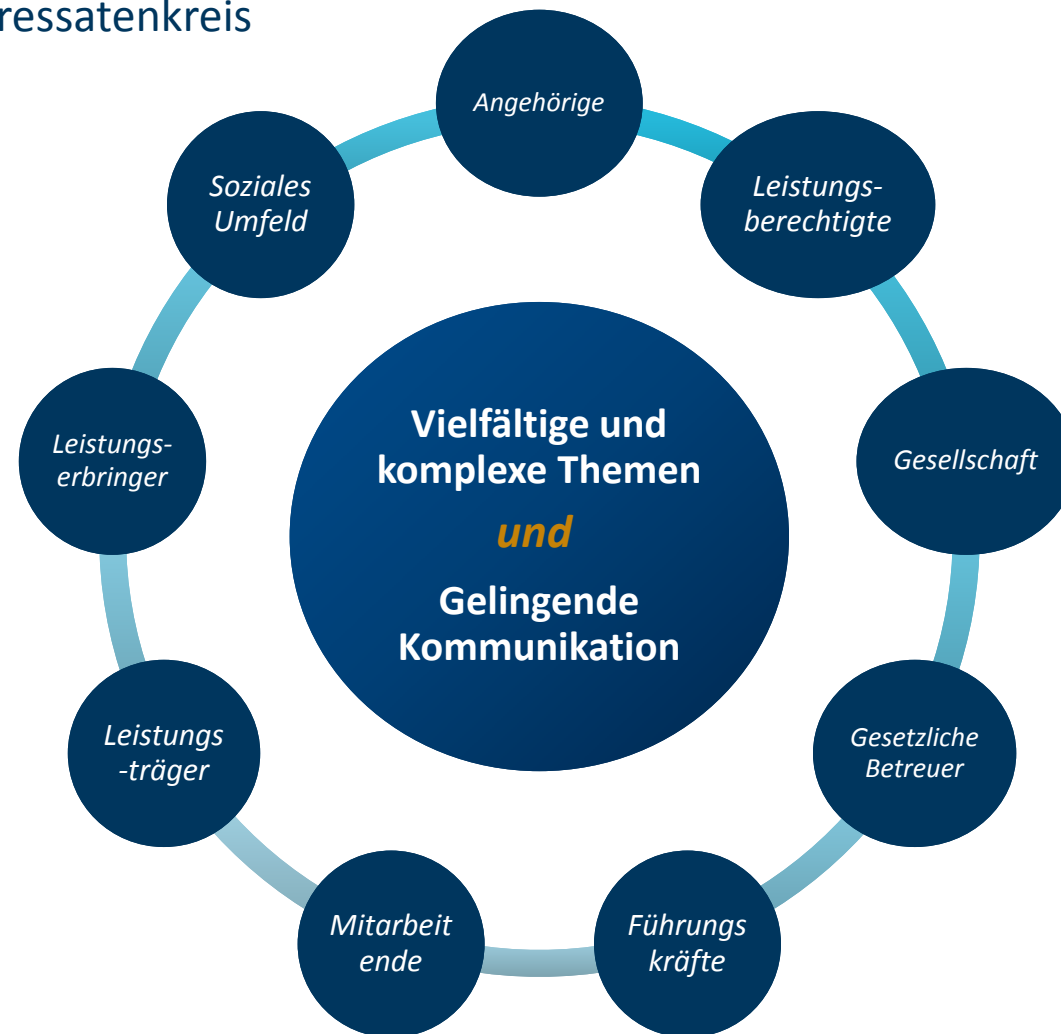 ressatenkreis
Angehörige
Leistungs-
berechtigte
Gesellschaft
Gesetzliche
Betreuer
Führungs
kräfte
Mitarbeit
ende
Leistungs
-träger
Leistungs-
erbringer
Soziales
Umfeld
Vielfältige und
komplexe Themen
und
Gelingende
Kommunikation